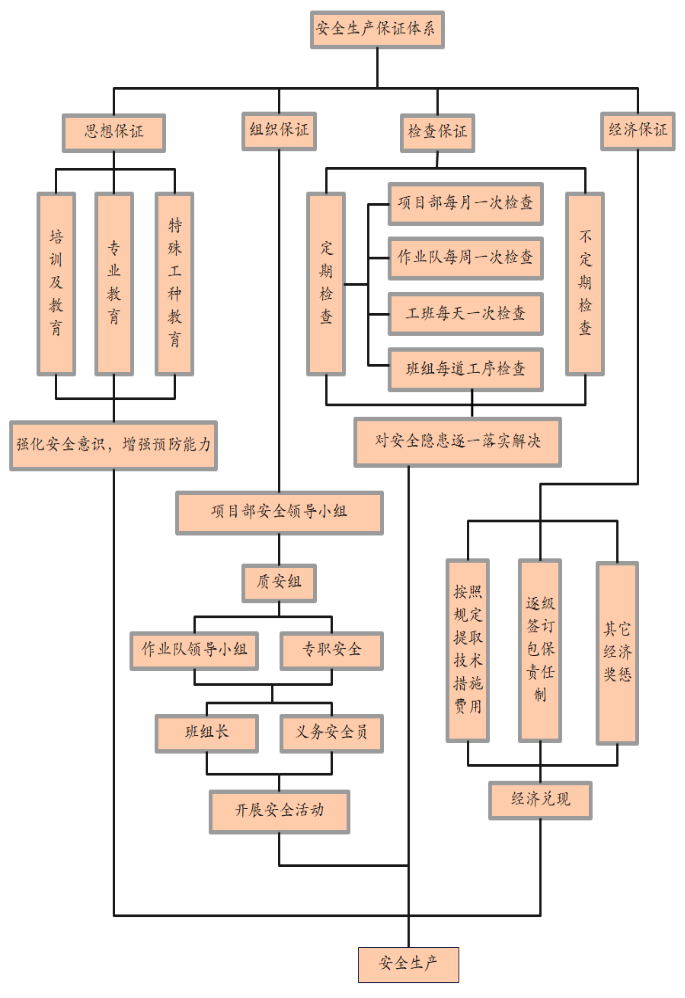 安全生产保证体系
思想保证
组织保证
检查保证
经济保证
培训及教育
专业教育
特殊工种教育
定期检查
项目部每月一次检查
作业队每周一次检查
工班每天一次检查
班组每道工序检查
不定期检查
强化安全意识，增强预防能力
对安全隐患逐一落实解决
项目部安全领导小组
质安组
作业队领导小组
专职安全
班组长
义务安全员
开展安全活动
按照
规定
提取
技术
措施
费用
逐级
签订
包保
责任
制
其它
经济
奖惩
经济兑现
安全生产